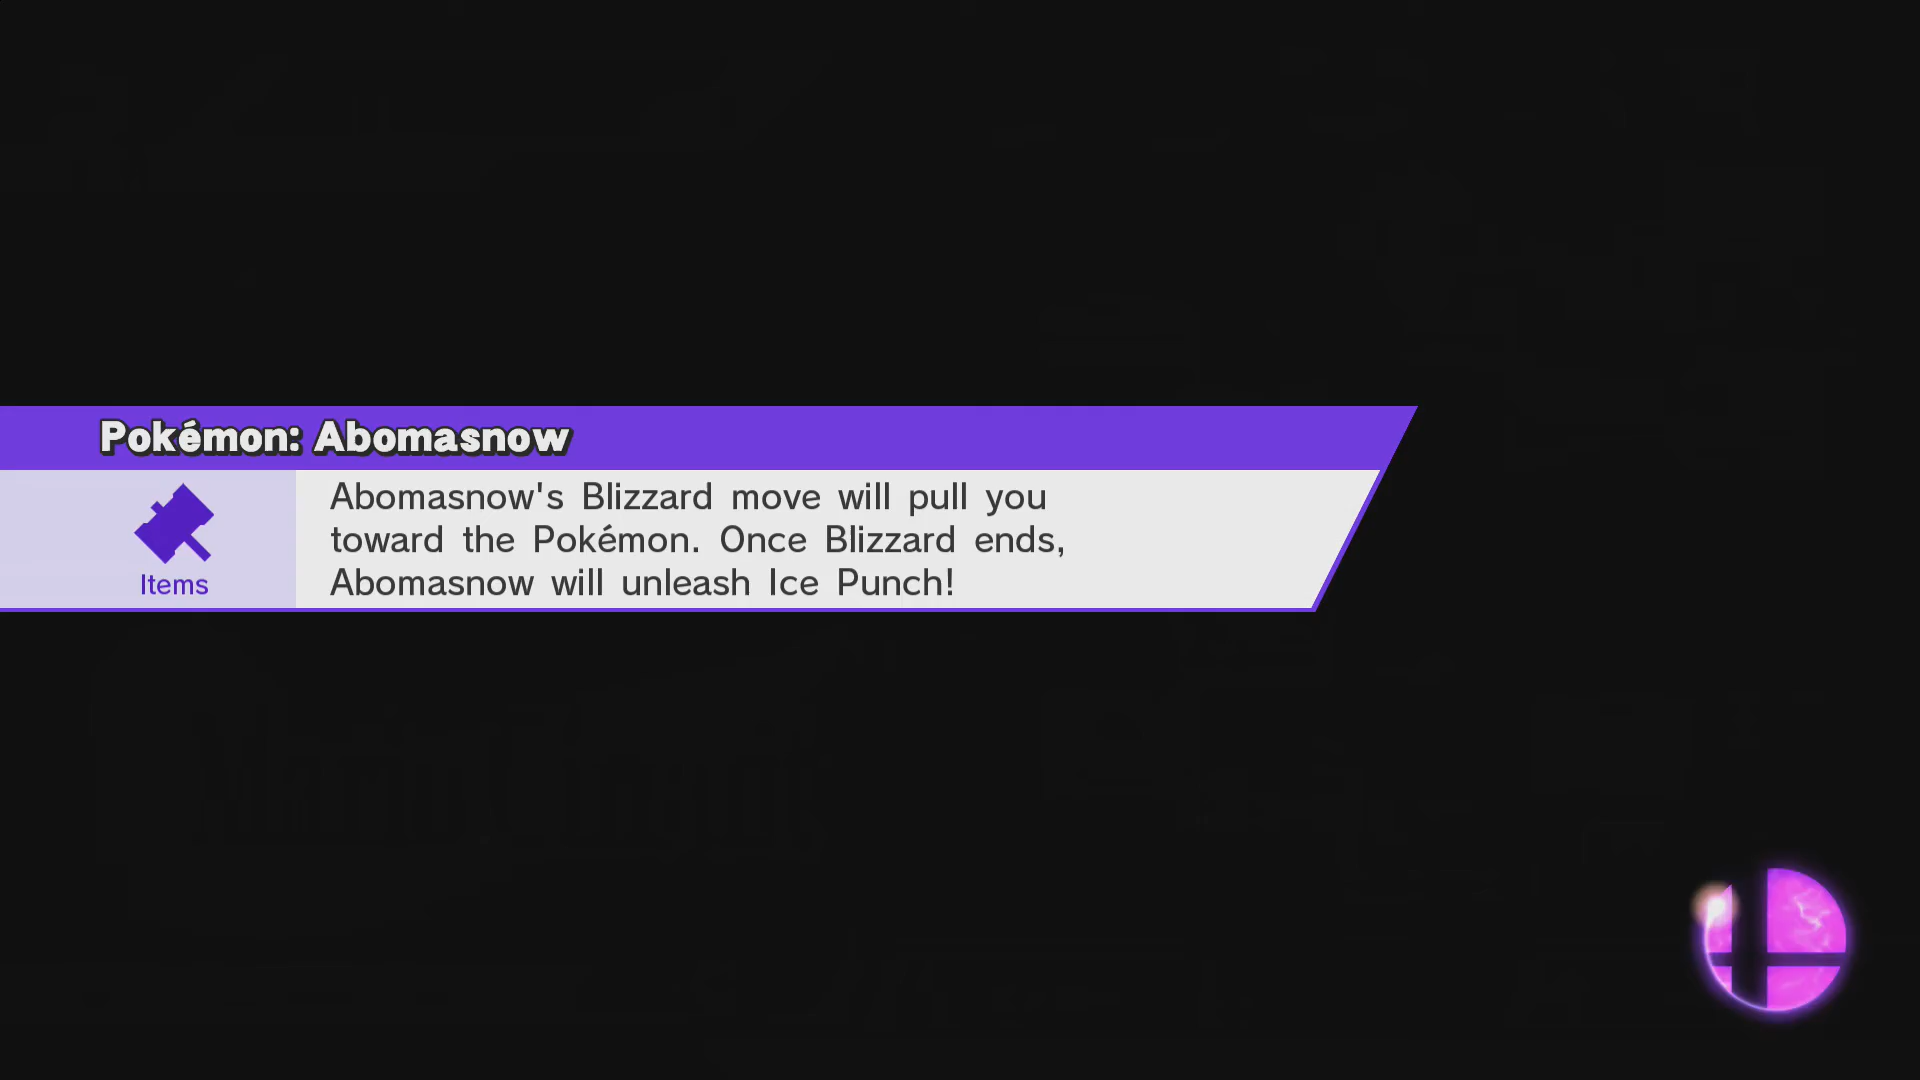 Pokémon: Abomasnow
Items
Abomasnow's Blizzard move will pull you
toward the Pokémon. Once Blizzard ends,
Abomasnow will unleash Ice Punch!